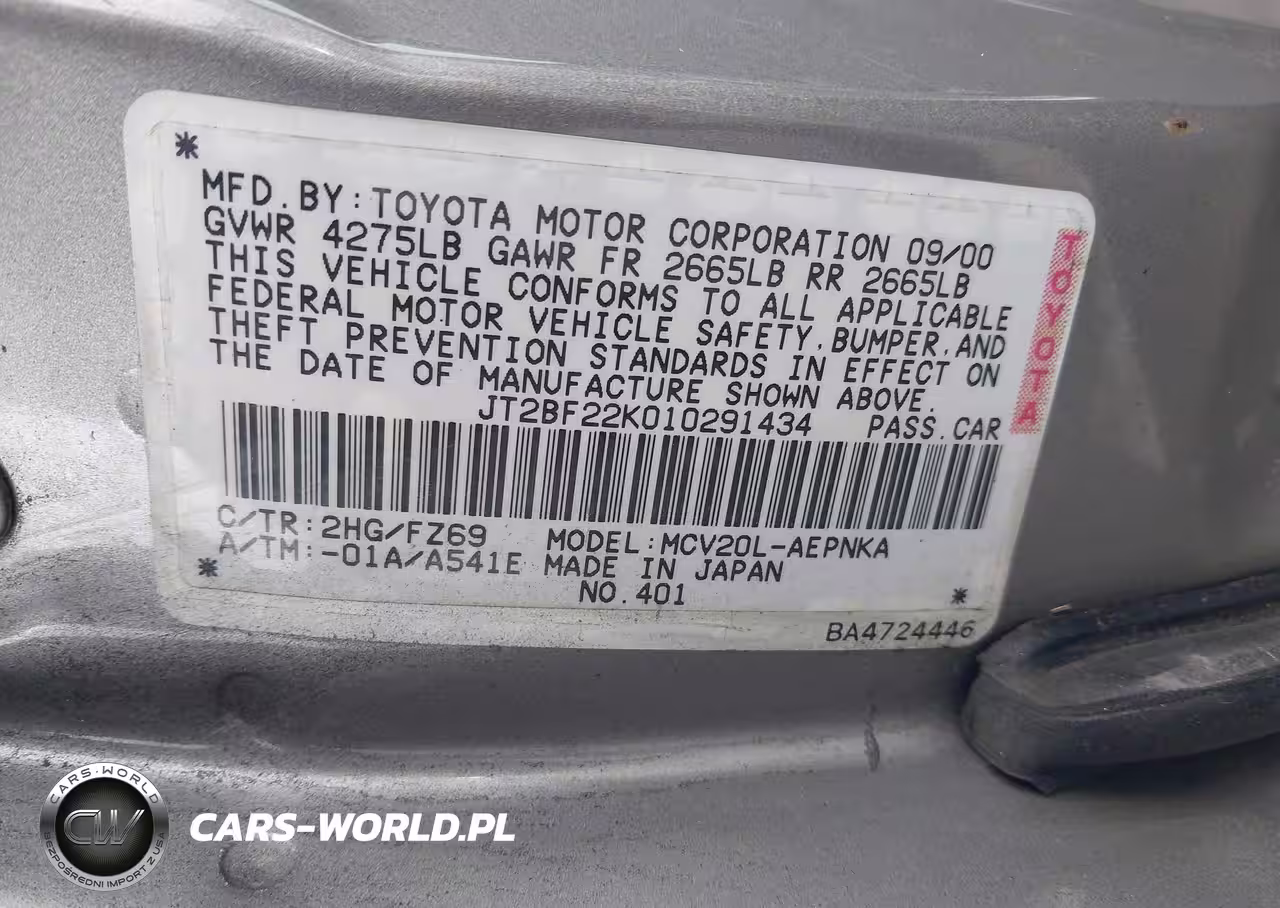 *
MFD. BY: TOYOTA MOTOR CORPORATION 09/00
GVWR 4275LB GAWR FR 2665LB RR 2665LB
THIS VEHICLE CONFORMS TO ALL APPLICABLE
FEDERAL MOTOR VEHICLE SAFETY, BUMPER, AND
THEFT PREVENTION STANDARDS IN EFFECT ON
THE DATE OF MANUFACTURE SHOWN ABOVE.
JT2BF22K010291434 PASS. CAR
TOYOTA
C/TR: 2HG/FZ69 MODEL: MCV20L-AEPNKA
A/TM: -01A/A541E MADE IN JAPAN
* NO. 401 *
BA4724446
CARS-WORLD
CW
BEZPOŚREDNI IMPORT Z USA
CARS-WORLD.PL